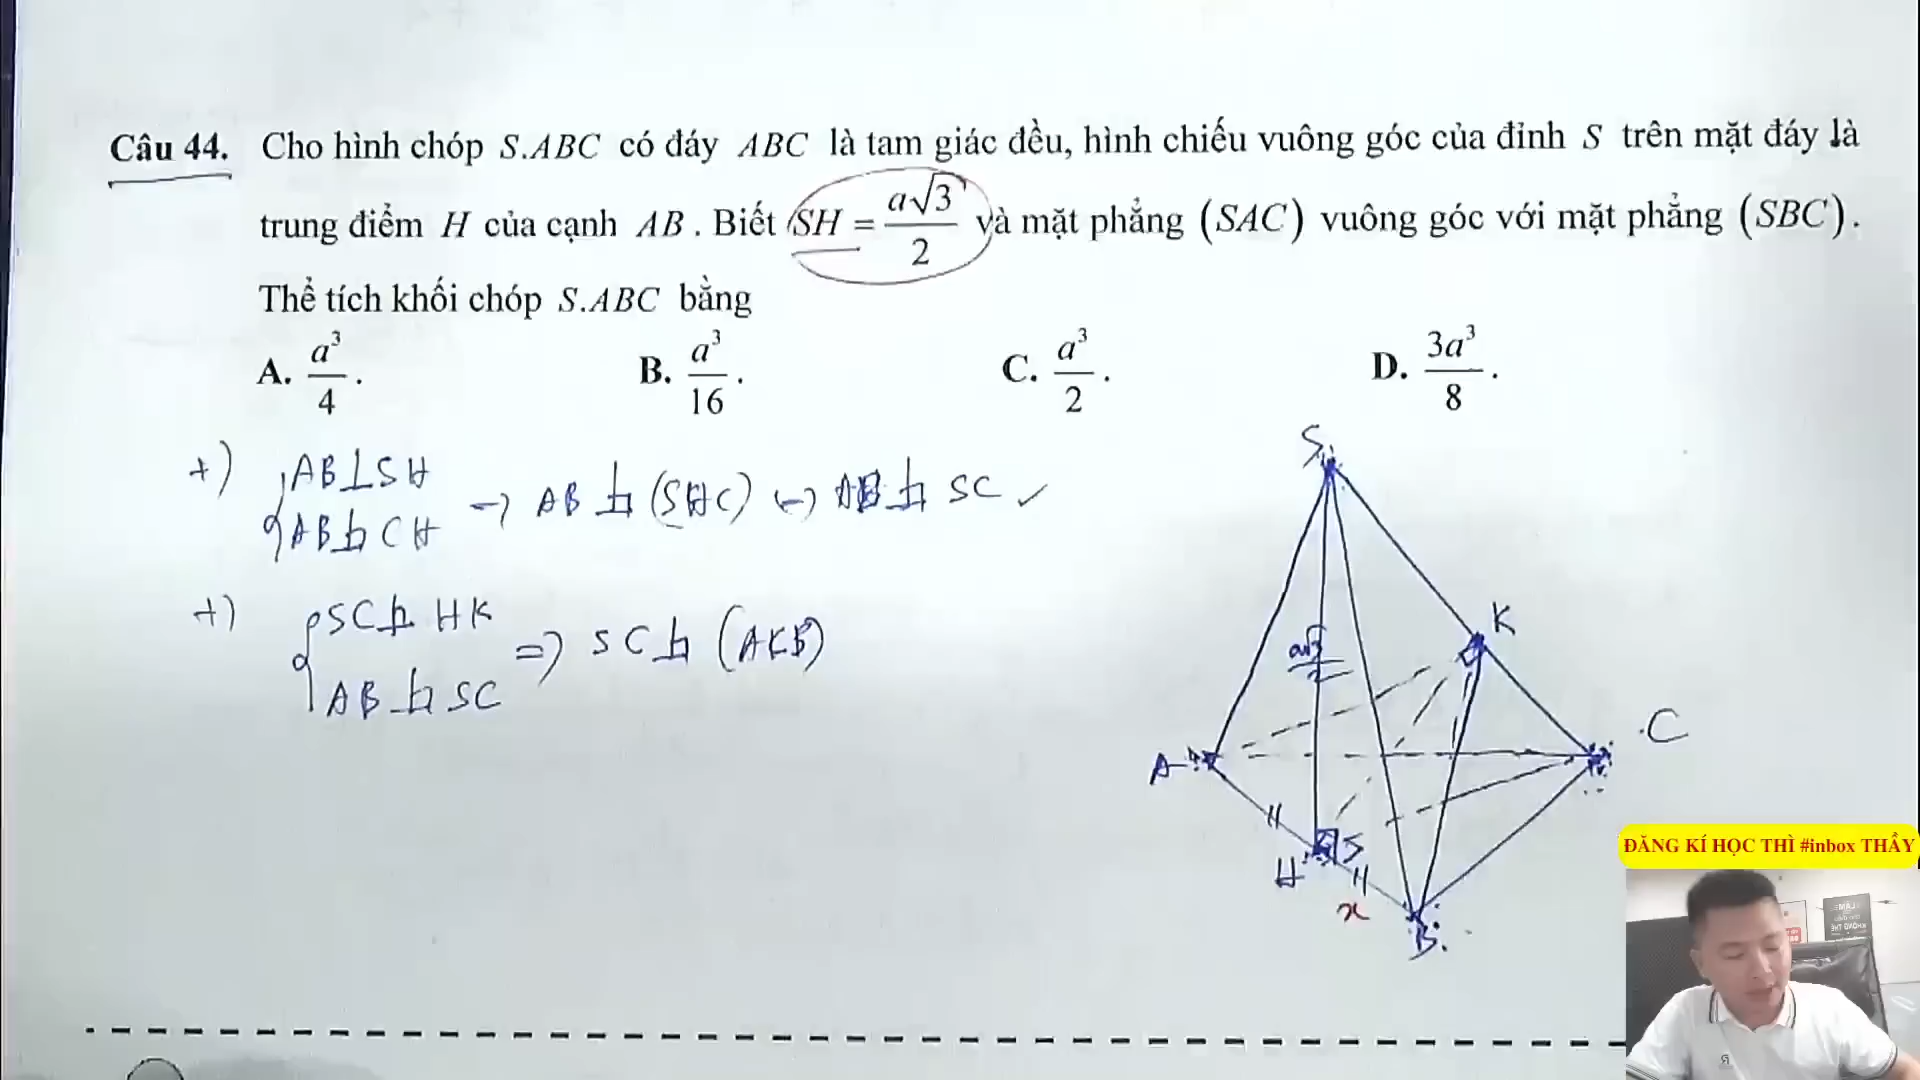 Câu 44. Cho hình chóp S.ABC có đáy ABC là tam giác đều, hình chiếu vuông góc của đỉnh S trên mặt đáy là
trung điểm H của cạnh AB. Biết SH = a√3/2 và mặt phẳng (SAC) vuông góc với mặt phẳng (SBC).
Thể tích khối chóp S.ABC bằng
A. a³/4. B. a³/16. C. a³/2. D. 3a³/8.
+) AB⊥SH
AB⊥CH
→ AB ⊥ (SHC) → AB ⊥ SC ✓
+) SC⊥HK
AB⊥SC
⇒ SC⊥(AKB)
S
K
a√3/2
A
C
H
x
B
ĐĂNG KÍ HỌC THÌ #inbox THẦY